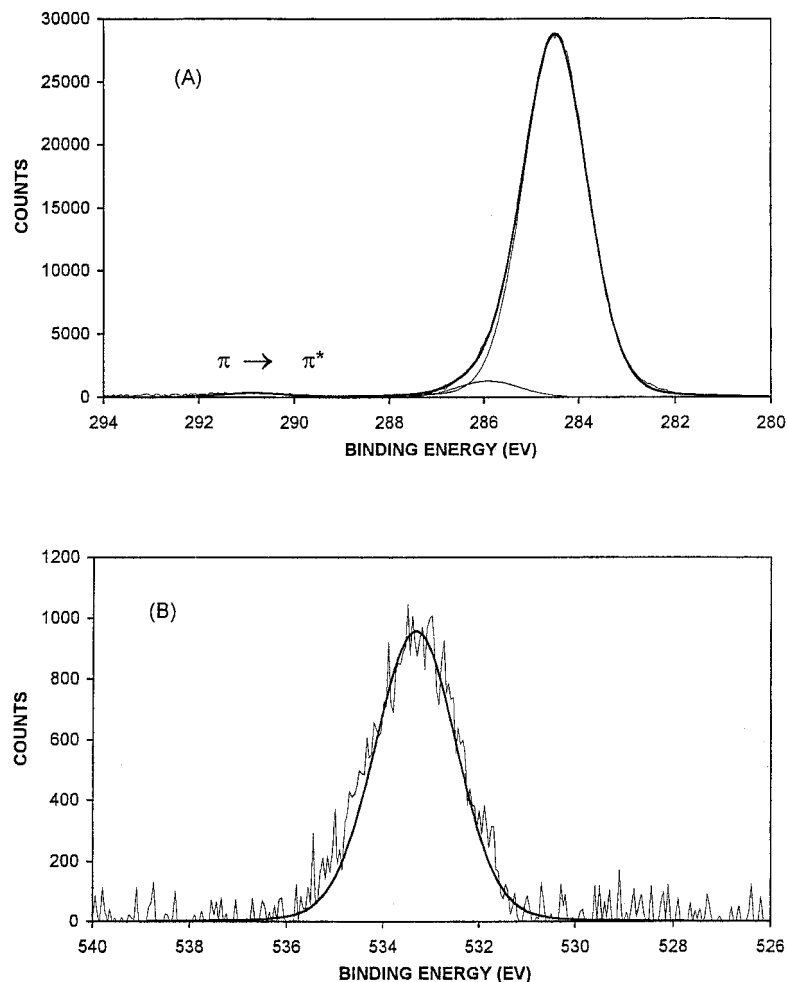 30000
25000
20000
15000
10000
5000
0
COUNTS
(A)
π → π*
294 292 290 288 286 284 282 280
BINDING ENERGY (EV)
1200
1000
800
600
400
200
0
COUNTS
(B)
540 538 536 534 532 530 528 526
BINDING ENERGY (EV)